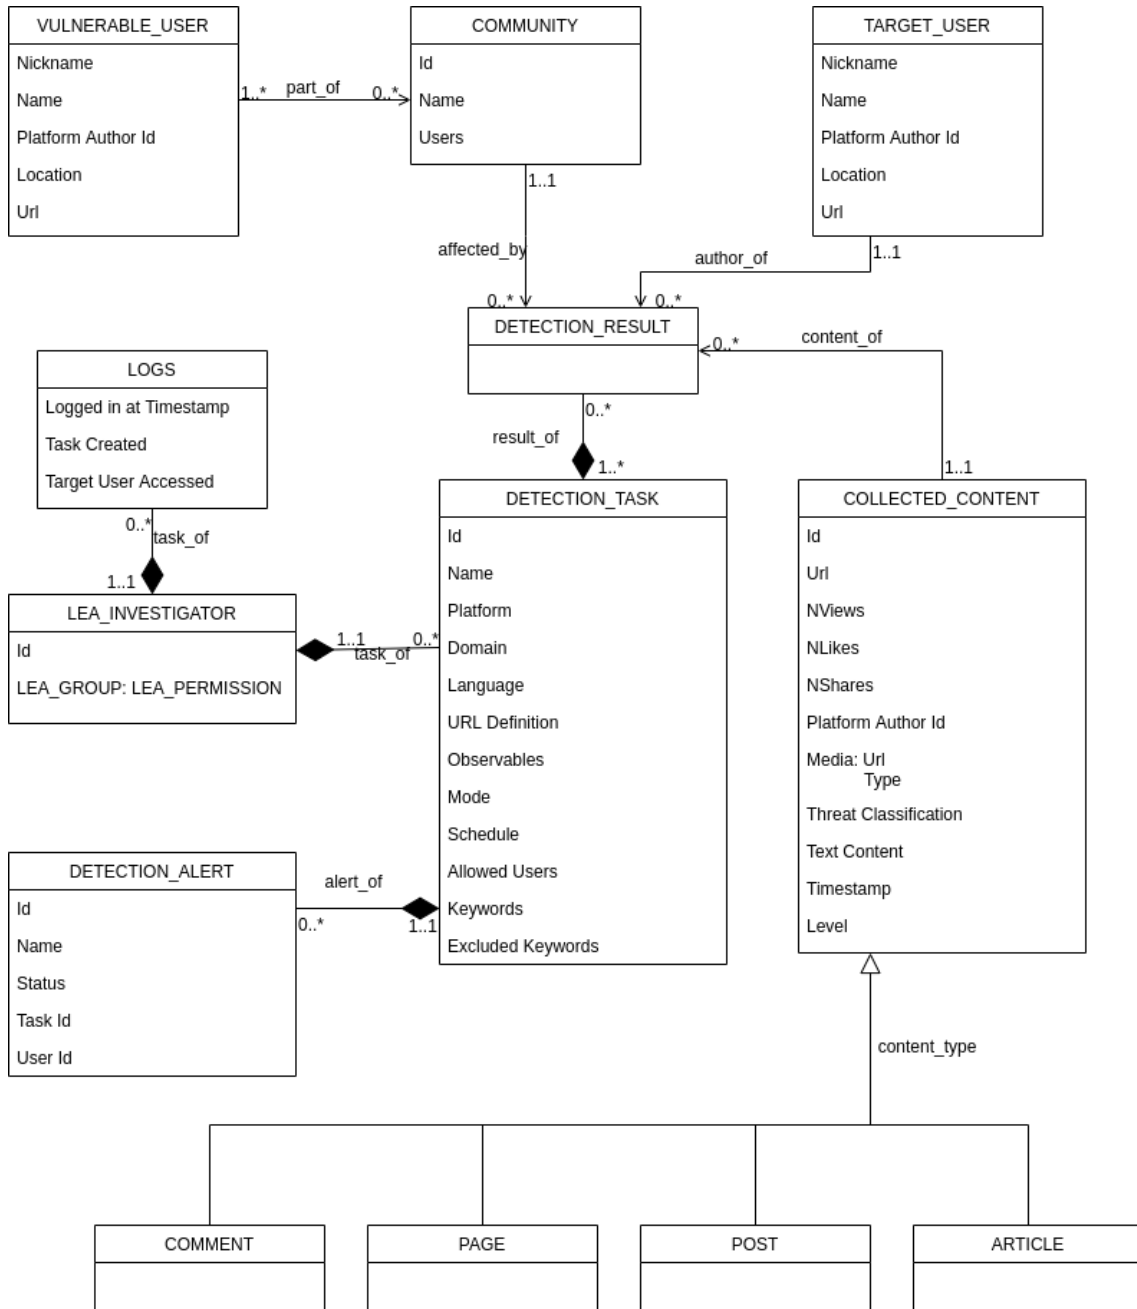 VULNERABLE_USER
Nickname
Name
Platform Author Id
Location
Url
1..*
part_of
0..*
COMMUNITY
Id
Name
Users
1..1
affected_by
0..*
TARGET_USER
Nickname
Name
Platform Author Id
Location
Url
1..1
author_of
0..*
DETECTION_RESULT
0..*
content_of
1..1
0..*
result_of
1..*
LOGS
Logged in at Timestamp
Task Created
Target User Accessed
0..*
task_of
1..1
LEA_INVESTIGATOR
Id
LEA_GROUP: LEA_PERMISSION
1..1
task_of
0..*
DETECTION_TASK
Id
Name
Platform
Domain
Language
URL Definition
Observables
Mode
Schedule
Allowed Users
Keywords
Excluded Keywords
COLLECTED_CONTENT
Id
Url
NViews
NLikes
NShares
Platform Author Id
Media: Url
Type
Threat Classification
Text Content
Timestamp
Level
DETECTION_ALERT
Id
Name
Status
Task Id
User Id
alert_of
0..*
1..1
content_type
COMMENT
PAGE
POST
ARTICLE